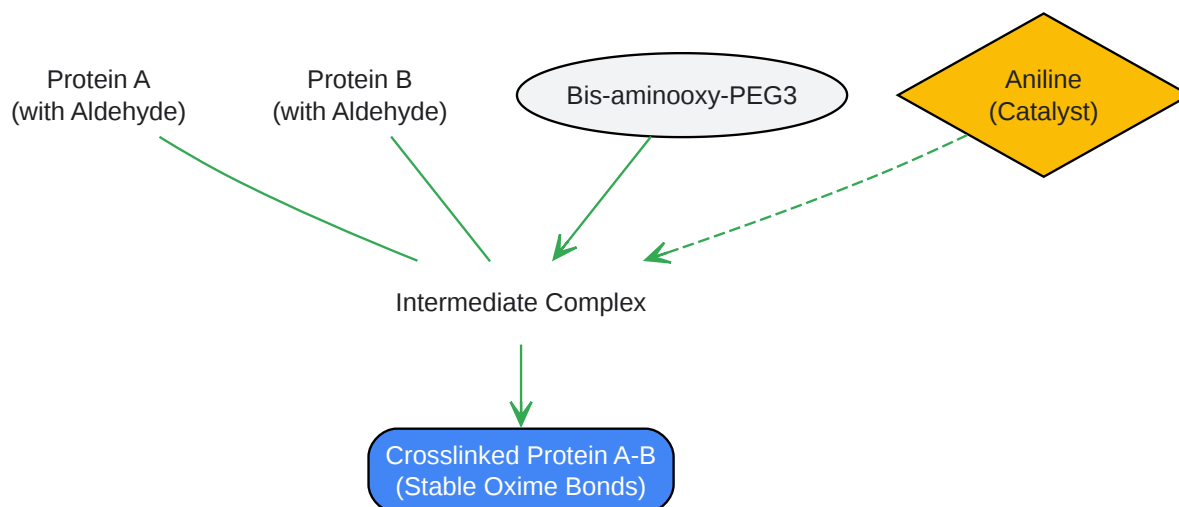 Protein A
(with Aldehyde)
Protein B
(with Aldehyde)
Bis-aminooxy-PEG3
Aniline
(Catalyst)
Intermediate Complex
Crosslinked Protein A-B
(Stable Oxime Bonds)